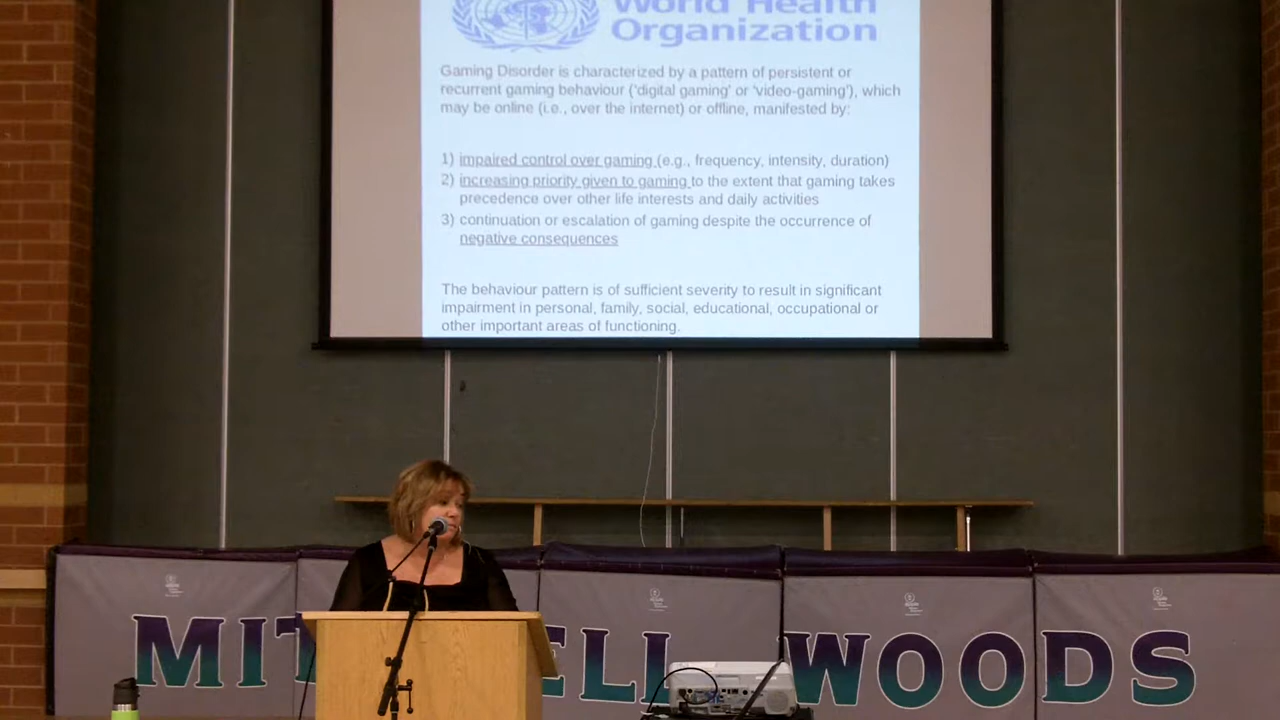 World Health
Organization
Gaming Disorder is characterized by a pattern of persistent or
recurrent gaming behaviour ('digital gaming' or 'video-gaming'), which
may be online (i.e., over the internet) or offline, manifested by:
1) impaired control over gaming (e.g., frequency, intensity, duration)
2) increasing priority given to gaming to the extent that gaming takes
precedence over other life interests and daily activities
3) continuation or escalation of gaming despite the occurrence of
negative consequences
The behaviour pattern is of sufficient severity to result in significant
impairment in personal, family, social, educational, occupational or
other important areas of functioning.
MIT ELL WOODS